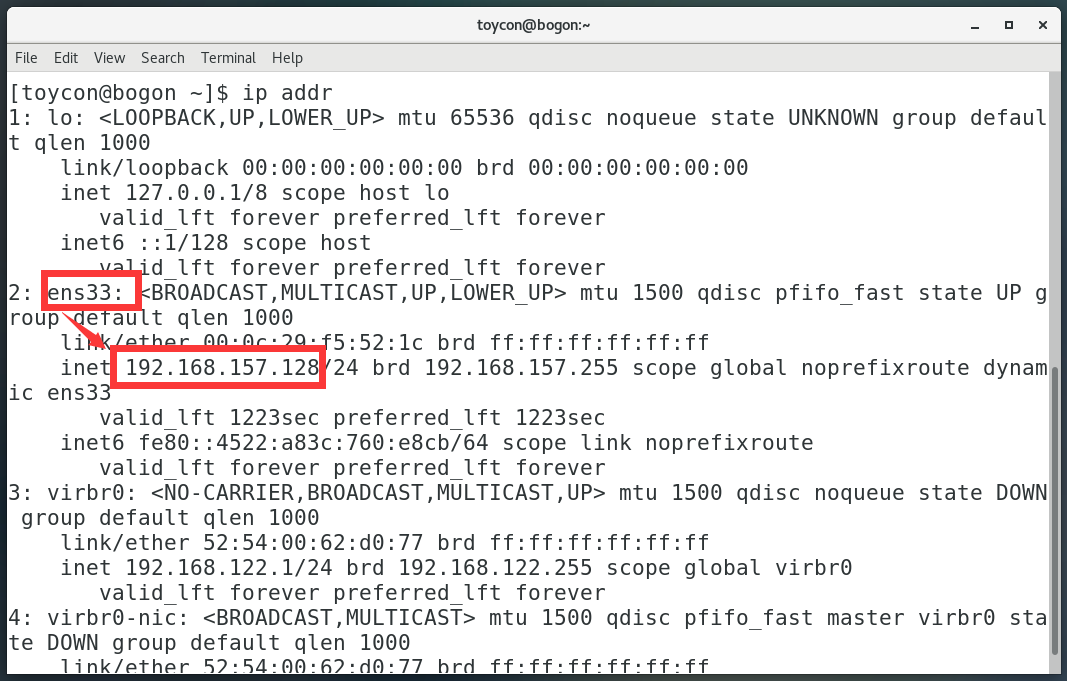 toycon@bogon:~
File Edit View Search Terminal Help
[toycon@bogon ~]$ ip addr
1: lo: <LOOPBACK,UP,LOWER_UP> mtu 65536 qdisc noqueue state UNKNOWN group defaul
t qlen 1000
    link/loopback 00:00:00:00:00:00 brd 00:00:00:00:00:00
    inet 127.0.0.1/8 scope host lo
       valid_lft forever preferred_lft forever
    inet6 ::1/128 scope host
       valid_lft forever preferred_lft forever
2: ens33: <BROADCAST,MULTICAST,UP,LOWER_UP> mtu 1500 qdisc pfifo_fast state UP g
roup default qlen 1000
    link/ether 00:0c:29:f5:52:1c brd ff:ff:ff:ff:ff:ff
    inet 192.168.157.128/24 brd 192.168.157.255 scope global noprefixroute dynam
ic ens33
       valid_lft 1223sec preferred_lft 1223sec
    inet6 fe80::4522:a83c:760:e8cb/64 scope link noprefixroute
       valid_lft forever preferred_lft forever
3: virbr0: <NO-CARRIER,BROADCAST,MULTICAST,UP> mtu 1500 qdisc noqueue state DOWN
 group default qlen 1000
    link/ether 52:54:00:62:d0:77 brd ff:ff:ff:ff:ff:ff
    inet 192.168.122.1/24 brd 192.168.122.255 scope global virbr0
       valid_lft forever preferred_lft forever
4: virbr0-nic: <BROADCAST,MULTICAST> mtu 1500 qdisc pfifo_fast master virbr0 sta
te DOWN group default qlen 1000
    link/ether 52:54:00:62:d0:77 brd ff:ff:ff:ff:ff:ff